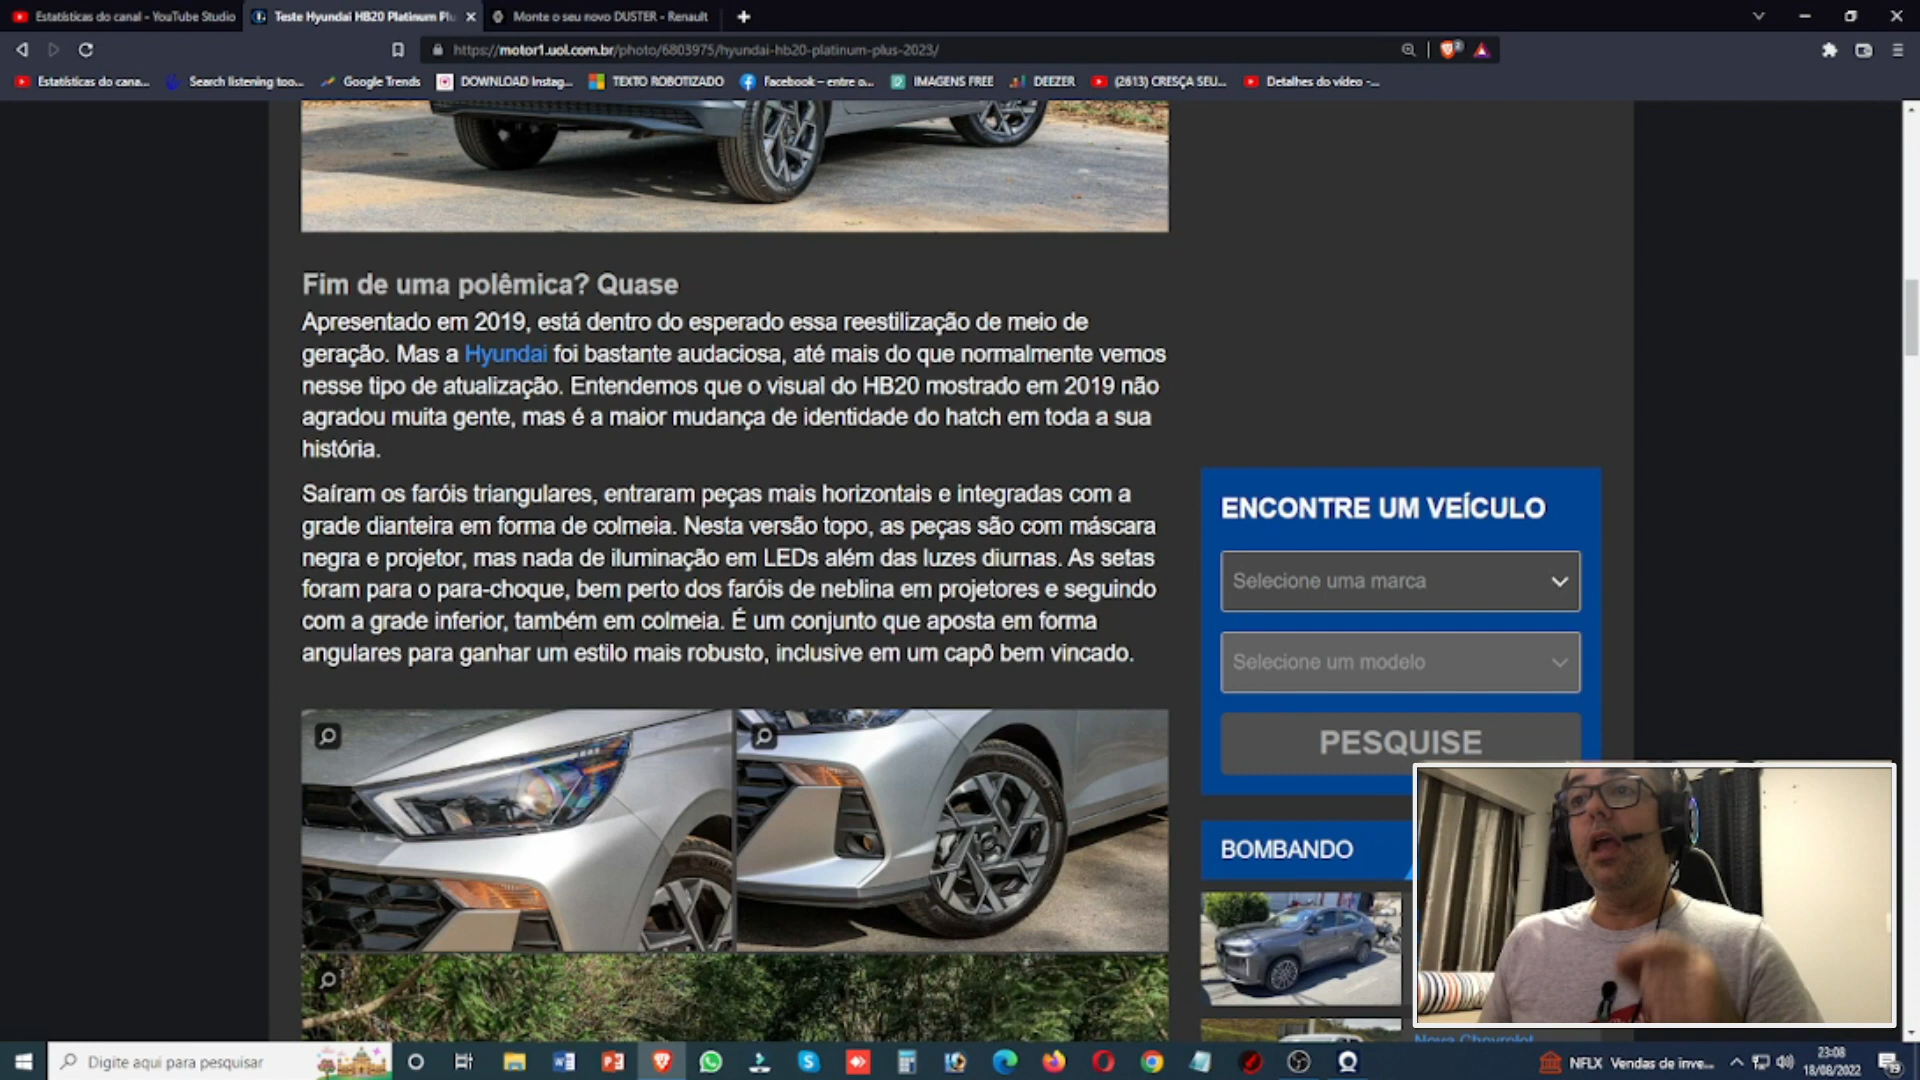 Estatísticas do canal - YouTube Studio
Teste Hyundai HB20 Platinum Pl
Monte o seu novo DUSTER - Renault
https://motor1.uol.com.br/photo/6803975/hyundai-hb20-platinum-plus-2023/
Estatísticas do cana...
Search listening too...
Google Trends
DOWNLOAD Instag...
TEXTO ROBOTIZADO
Facebook – entre o...
IMAGENS FREE
DEEZER
(2613) CRESÇA SEU...
Detalhes do vídeo -...
Fim de uma polêmica? Quase
Apresentado em 2019, está dentro do esperado essa reestilização de meio de
geração. Mas a Hyundai foi bastante audaciosa, até mais do que normalmente vemos
nesse tipo de atualização. Entendemos que o visual do HB20 mostrado em 2019 não
agradou muita gente, mas é a maior mudança de identidade do hatch em toda a sua
história.
Saíram os faróis triangulares, entraram peças mais horizontais e integradas com a
grade dianteira em forma de colmeia. Nesta versão topo, as peças são com máscara
negra e projetor, mas nada de iluminação em LEDs além das luzes diurnas. As setas
foram para o para-choque, bem perto dos faróis de neblina em projetores e seguindo
com a grade inferior, também em colmeia. É um conjunto que aposta em forma
angulares para ganhar um estilo mais robusto, inclusive em um capô bem vincado.
ENCONTRE UM VEÍCULO
Selecione uma marca
Selecione um modelo
PESQUISE
BOMBANDO
Nova Chevrolet
Digite aqui para pesquisar
NFLX Vendas de inve...
23:08
18/08/2022